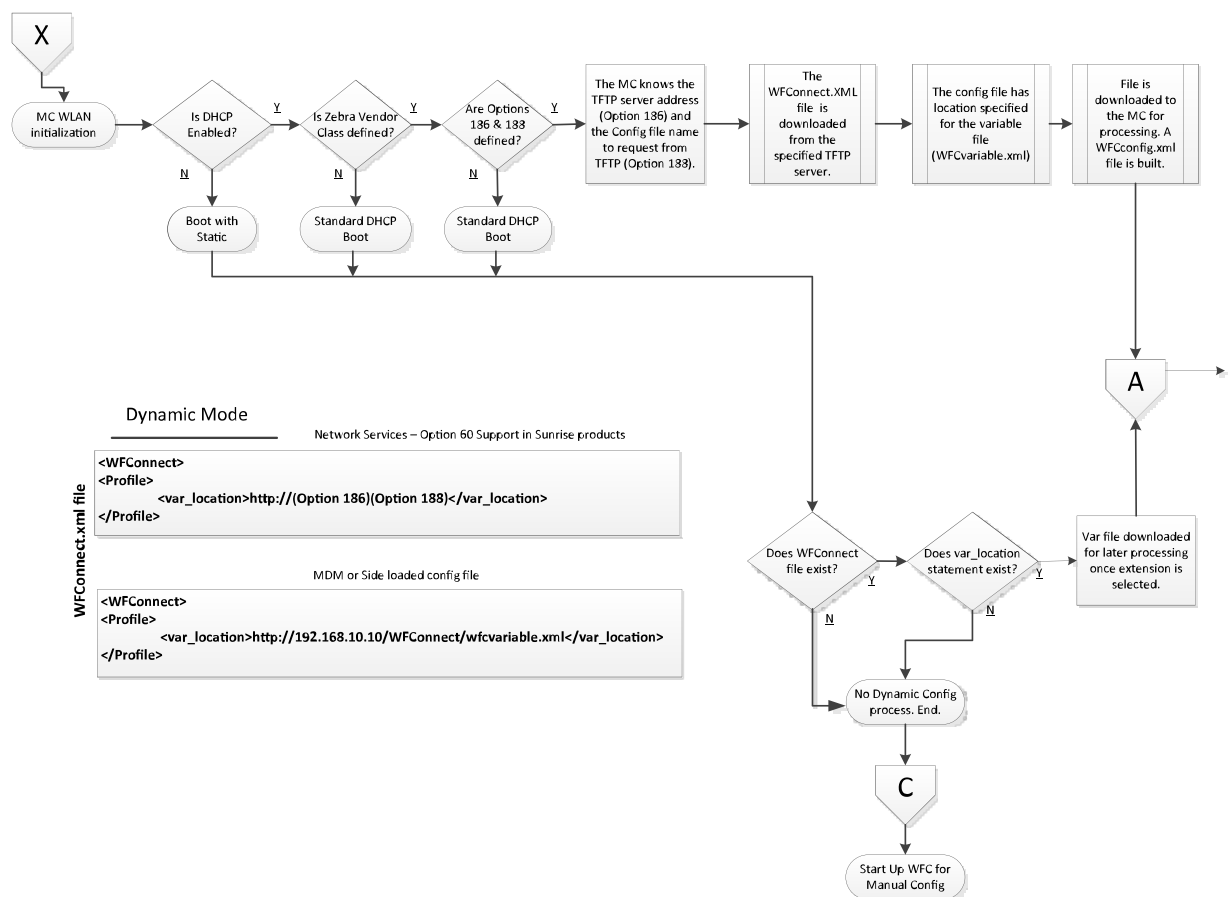 X
MC WLAN
initialization
Is DHCP
Enabled?
Y
N
Is Zebra Vendor
Class defined?
Y
N
Are Options
186 & 188
defined?
Y
N
The MC knows the
TFTP server address
(Option 186) and
the Config file name
to request from
TFTP (Option 188).
The
WFConnect.XML
file is
downloaded
from the
specified TFTP
server.
The config file has
location specified
for the variable
file
(WFCvariable.xml)
File is
downloaded to
the MC for
processing. A
WFCconfig.xml
file is built.
Boot with
Static
Standard DHCP
Boot
Standard DHCP
Boot
A
Dynamic Mode
Network Services – Option 60 Support in Sunrise products
WFConnect.xml file
<WFConnect>
<Profile>
<var_location>http://(Option 186)(Option 188)</var_location>
</Profile>
MDM or Side loaded config file
<WFConnect>
<Profile>
<var_location>http://192.168.10.10/WFConnect/wfcvariable.xml</var_location>
</Profile>
Does WFConnect
file exist?
Y
N
Does var_location
statement exist?
Y
N
Var file downloaded
for later processing
once extension is
selected.
No Dynamic Config
process. End.
C
Start Up WFC for
Manual Config